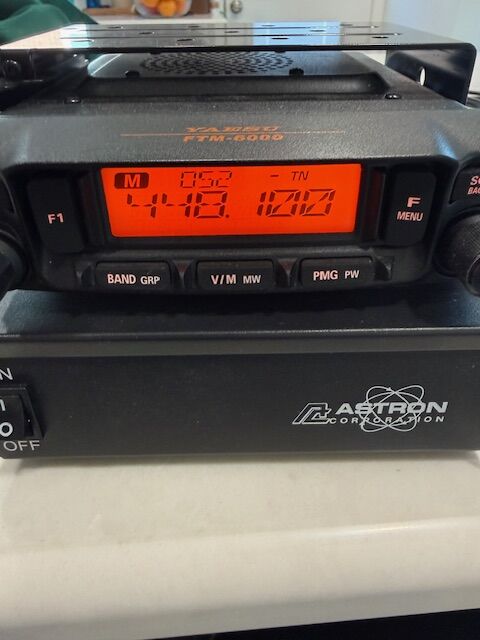 YAESU
FTM-6000
M 052 - TN
448.100
F1
F
MENU
BAND GRP
V/M MW
PMG PW
ASTRON
CORPORATION
OFF